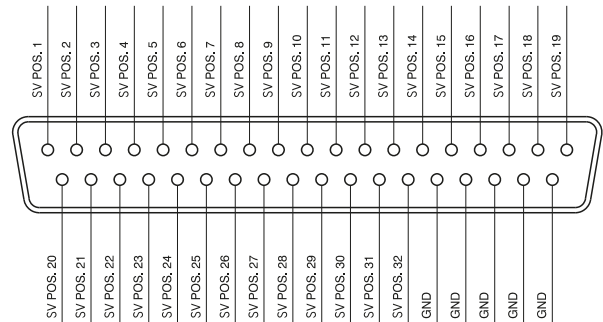 SV POS. 1
SV POS. 2
SV POS. 3
SV POS. 4
SV POS. 5
SV POS. 6
SV POS. 7
SV POS. 8
SV POS. 9
SV POS. 10
SV POS. 11
SV POS. 12
SV POS. 13
SV POS. 14
SV POS. 15
SV POS. 16
SV POS. 17
SV POS. 18
SV POS. 19
SV POS. 20
SV POS. 21
SV POS. 22
SV POS. 23
SV POS. 24
SV POS. 25
SV POS. 26
SV POS. 27
SV POS. 28
SV POS. 29
SV POS. 30
SV POS. 31
SV POS. 32
GND
GND
GND
GND
GND